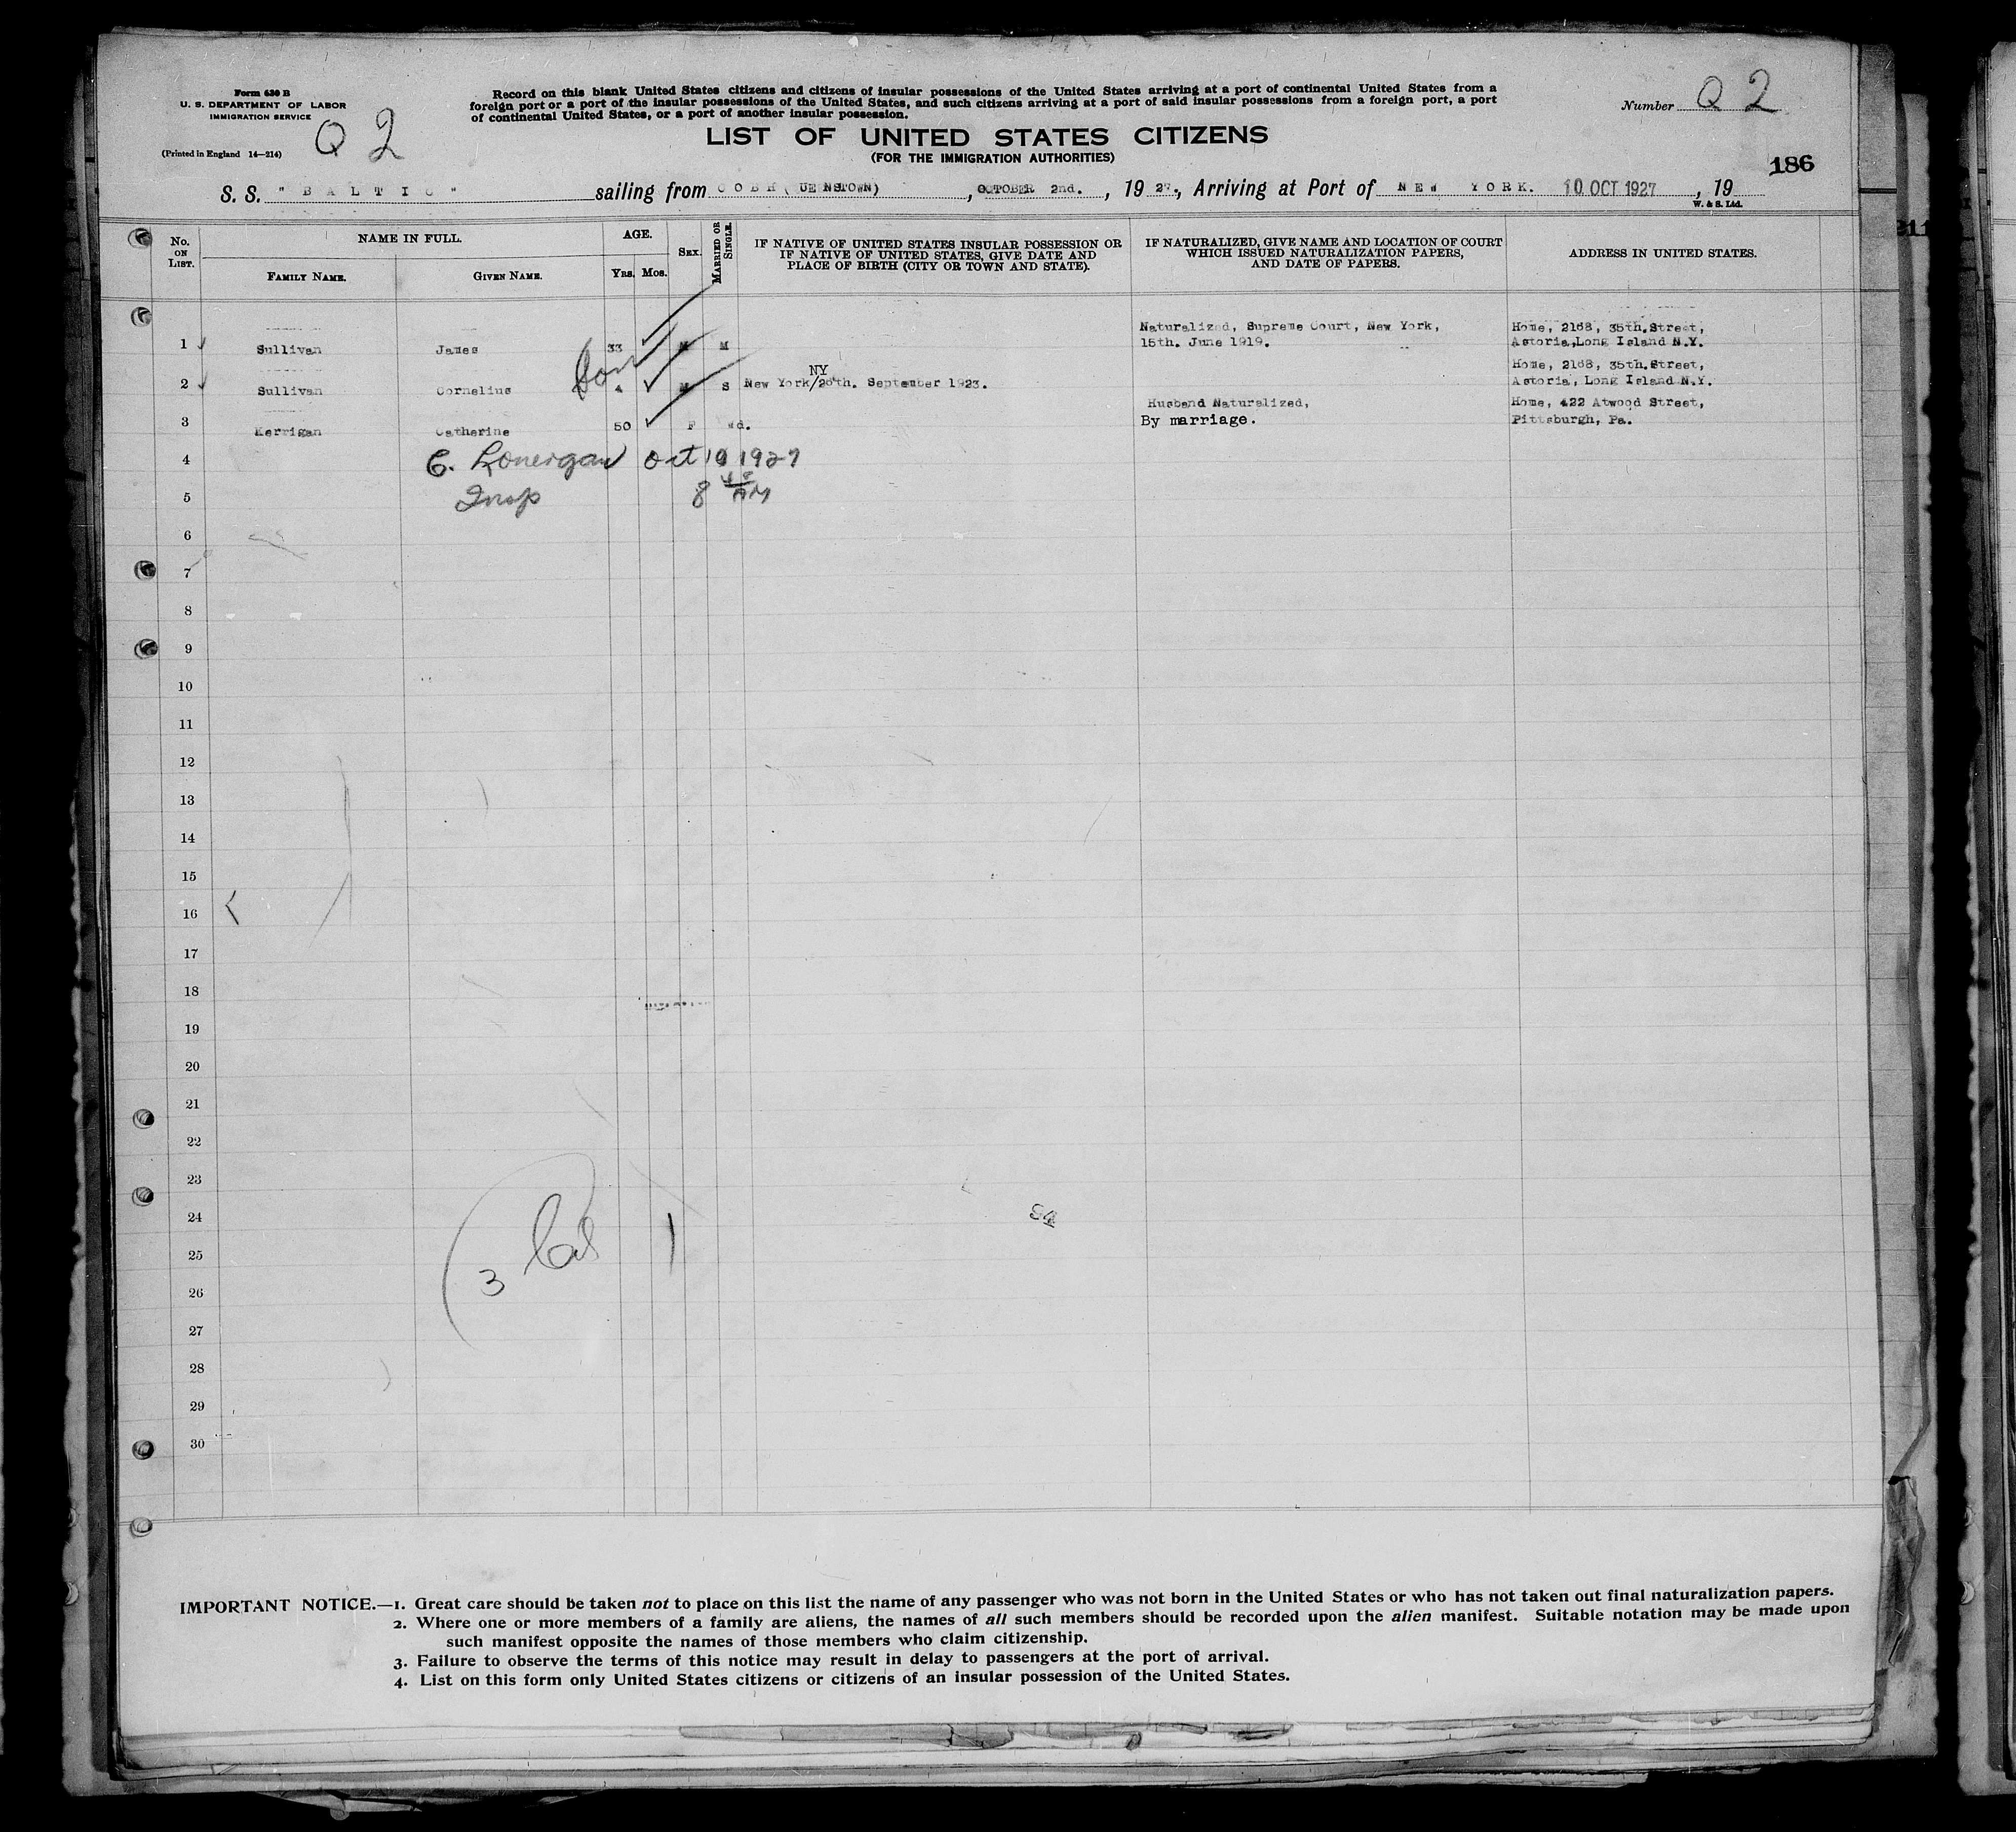 Form 630 B
U. S. DEPARTMENT OF LABOR
IMMIGRATION SERVICE
Q 2
(Printed in England 14—214)
Record on this blank United States citizens and citizens of insular possessions of the United States arriving at a port of continental United States from a
foreign port or a port of the insular possessions of the United States, and such citizens arriving at a port of said insular possessions from a foreign port, a port
of continental United States, or a port of another insular possession.
Number Q 2
LIST OF UNITED STATES CITIZENS
(FOR THE IMMIGRATION AUTHORITIES)
186
S. S. "BALTIC" sailing from COBH (UEENSTOWN), OCTOBER 2nd., 1927., Arriving at Port of NEW YORK. 10 OCT 1927, 19
W. & S. Ltd.
No. ON LIST.
NAME IN FULL.
FAMILY NAME.
GIVEN NAME.
AGE.
Yrs. Mos.
SEX.
MARRIED OR SINGLE.
IF NATIVE OF UNITED STATES INSULAR POSSESSION OR
IF NATIVE OF UNITED STATES, GIVE DATE AND
PLACE OF BIRTH (CITY OR TOWN AND STATE).
IF NATURALIZED, GIVE NAME AND LOCATION OF COURT
WHICH ISSUED NATURALIZATION PAPERS,
AND DATE OF PAPERS.
ADDRESS IN UNITED STATES.
Naturalized, Supreme Court, New York, Home, 2168, 35th.Street,
1 Sullivan James 33 M M 15th. June 1919. Astoria,Long Island N.Y.
NY Home, 2168, 35th.Street,
2 Sullivan Cornelius 4 M S New York/26th. September 1923. Astoria, Long Island N.Y.
Husband Naturalized, Home, 422 Atwood Street,
3 Kerrigan Catherine 50 F Wd. By marriage. Pittsburgh, Pa.
4 C. Lonergan Oct 10 1927
5 Insp 8 45 AM
6
7
8
9
10
11
12
13
14
15
16
17
18
19
20
21
22
23
24
25
26
27
28
29
30
3
94
IMPORTANT NOTICE.—1. Great care should be taken not to place on this list the name of any passenger who was not born in the United States or who has not taken out final naturalization papers.
2. Where one or more members of a family are aliens, the names of all such members should be recorded upon the alien manifest. Suitable notation may be made upon
such manifest opposite the names of those members who claim citizenship.
3. Failure to observe the terms of this notice may result in delay to passengers at the port of arrival.
4. List on this form only United States citizens or citizens of an insular possession of the United States.